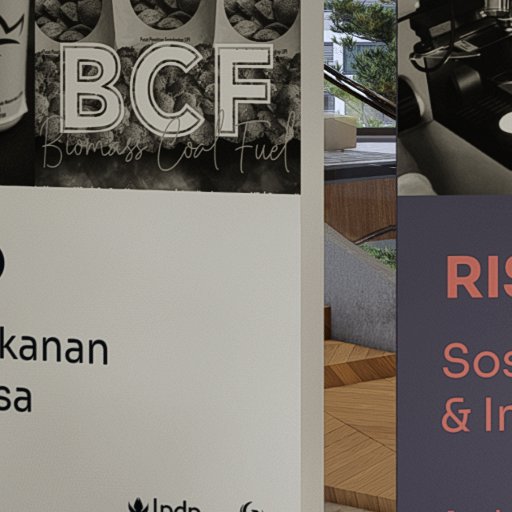 BCF
Biomass Coal Fuel
kanan
sa
RIS
Sos
& In